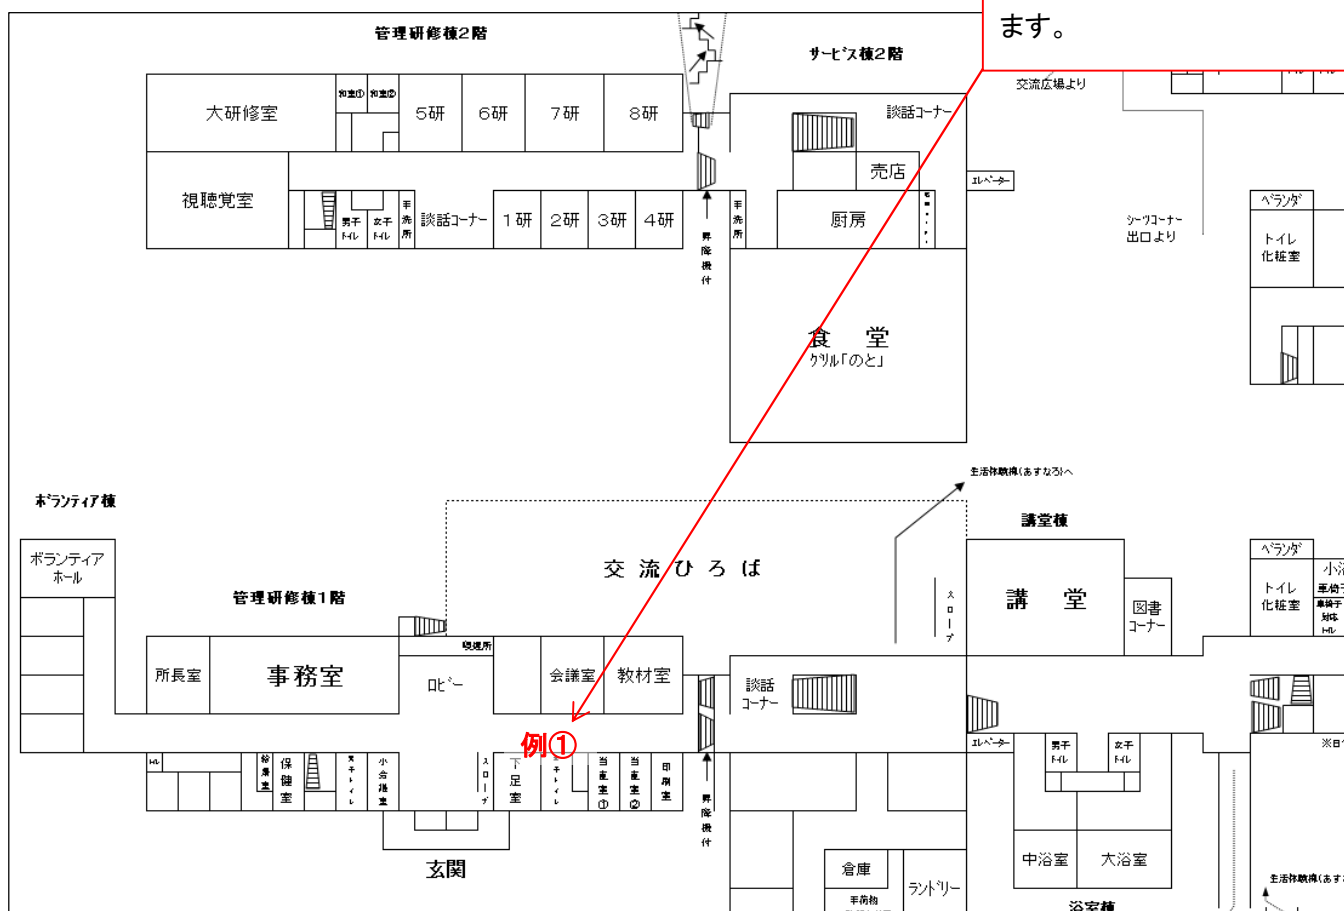 ます。
管理研修棟2階
サービス棟2階
交流広場より
大研修室
和室①
和室②
5研
6研
7研
8研
談話コーナー
売店
エレベーター
視聴覚室
男子
トイレ
女子
トイレ
手洗所
談話コーナー
1研
2研
3研
4研
昇降機付
手洗所
厨房
シーツコーナー
出口より
ベランダ
トイレ
化粧室
食 堂
グリル「のと」
生活体験棟(あすなろ)へ
ボランティア棟
講堂棟
ボランティア
ホール
交流ひろば
スロープ
講 堂
図書
コーナー
ベランダ
トイレ
化粧室
車椅子
対応
トイレ
管理研修棟1階
喫煙所
所長室
事務室
ロビー
会議室
教材室
談話
コーナー
例①
エレベーター
男子
トイレ
女子
トイレ
トイレ
保健室
女子トイレ
小会議室
スロープ
下足室
当直室①
当直室②
印刷室
昇降機付
玄関
倉庫
手荷物
ランドリー
中浴室
大浴室
浴室棟